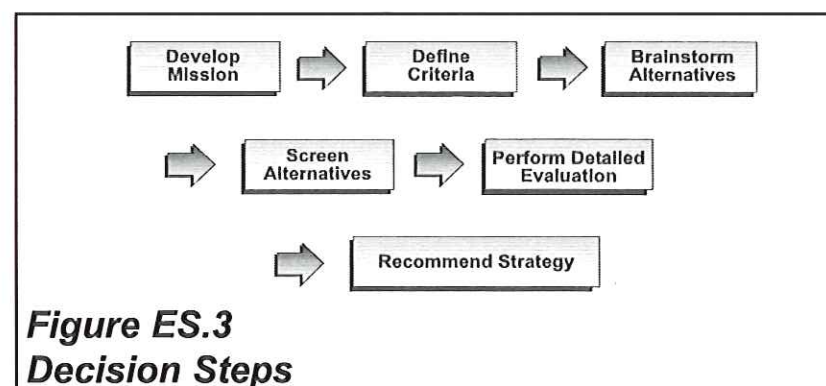 Develop
Mission
Define
Criteria
Brainstorm
Alternatives
Screen
Alternatives
Perform Detailed
Evaluation
Recommend Strategy
Figure ES.3
Decision Steps